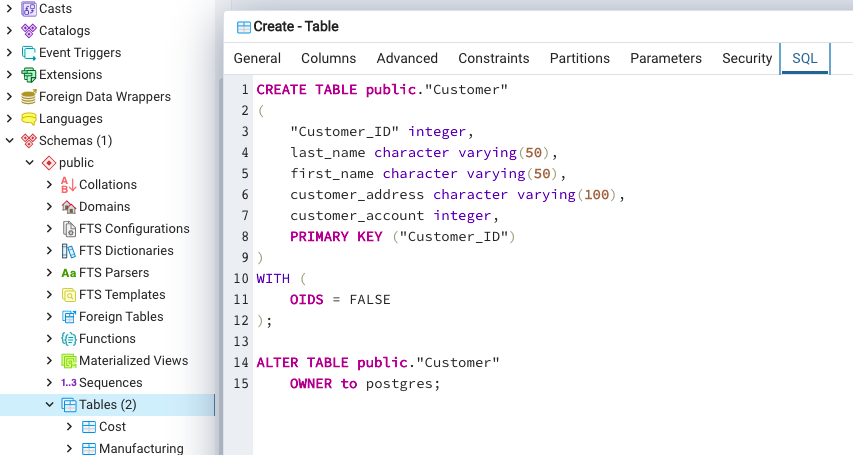 Casts
Catalogs
Event Triggers
Extensions
Foreign Data Wrappers
Languages
Schemas (1)
public
Collations
Domains
FTS Configurations
FTS Dictionaries
Aa FTS Parsers
FTS Templates
Foreign Tables
Functions
Materialized Views
1..3 Sequences
Tables (2)
Cost
Manufacturing
Create - Table
General Columns Advanced Constraints Partitions Parameters Security SQL
1 CREATE TABLE public."Customer"
2 (
3     "Customer_ID" integer,
4     last_name character varying(50),
5     first_name character varying(50),
6     customer_address character varying(100),
7     customer_account integer,
8     PRIMARY KEY ("Customer_ID")
9 )
10 WITH (
11     OIDS = FALSE
12 );
13
14 ALTER TABLE public."Customer"
15     OWNER to postgres;